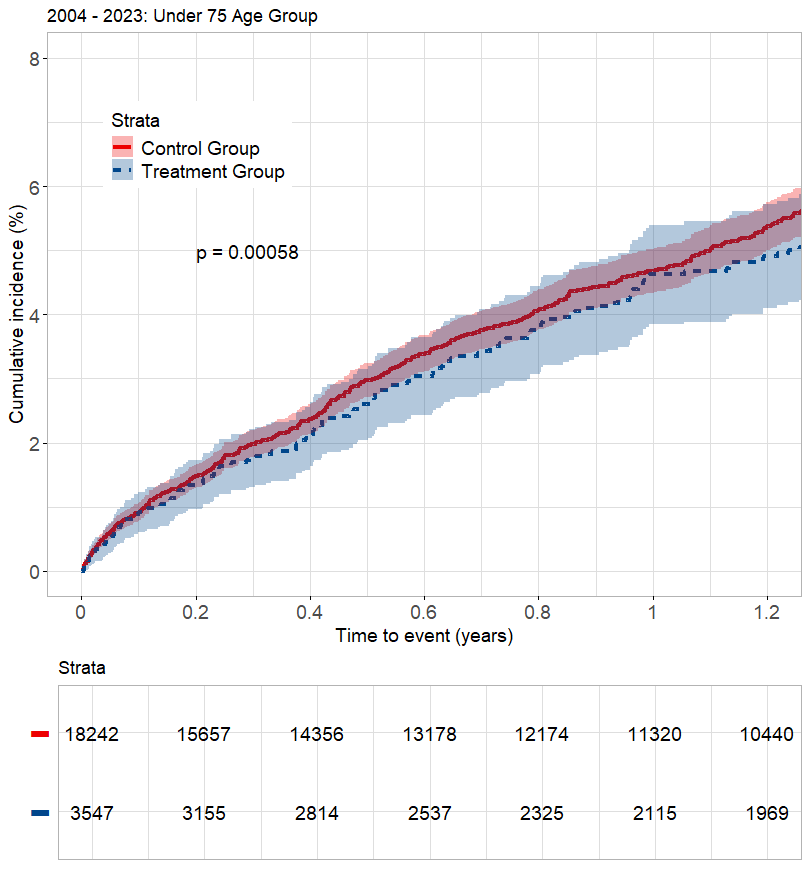 2004 - 2023: Under 75 Age Group
8
Strata
Control Group
Treatment Group
6
p = 0.00058
4
2
0
Cumulative incidence (%)
0 0.2 0.4 0.6 0.8 1 1.2
Time to event (years)
Strata
18242 15657 14356 13178 12174 11320 10440
3547 3155 2814 2537 2325 2115 1969